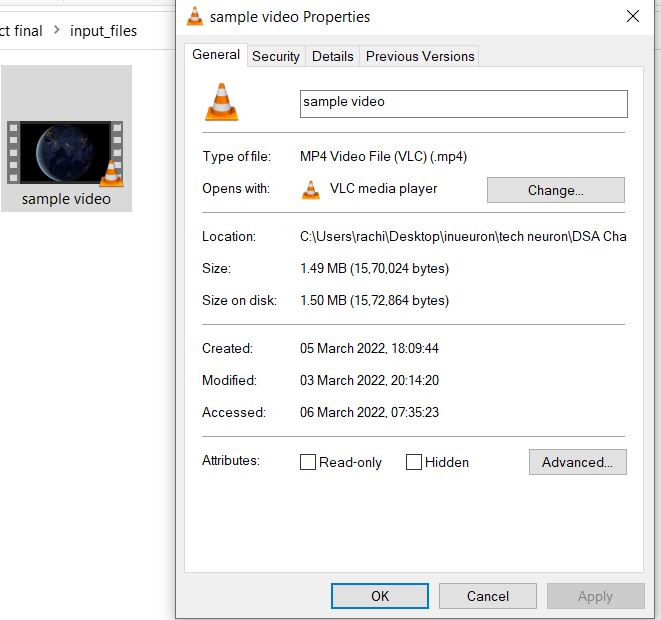 sample video Properties
ct final > input_files
General Security Details Previous Versions
sample video
sample video
Type of file: MP4 Video File (VLC) (.mp4)
Opens with: VLC media player Change...
Location: C:\Users\rachi\Desktop\inueuron\tech neuron\DSA Cha
Size: 1.49 MB (15,70,024 bytes)
Size on disk: 1.50 MB (15,72,864 bytes)
Created: 05 March 2022, 18:09:44
Modified: 03 March 2022, 20:14:20
Accessed: 06 March 2022, 07:35:23
Attributes: Read-only Hidden Advanced...
OK Cancel Apply